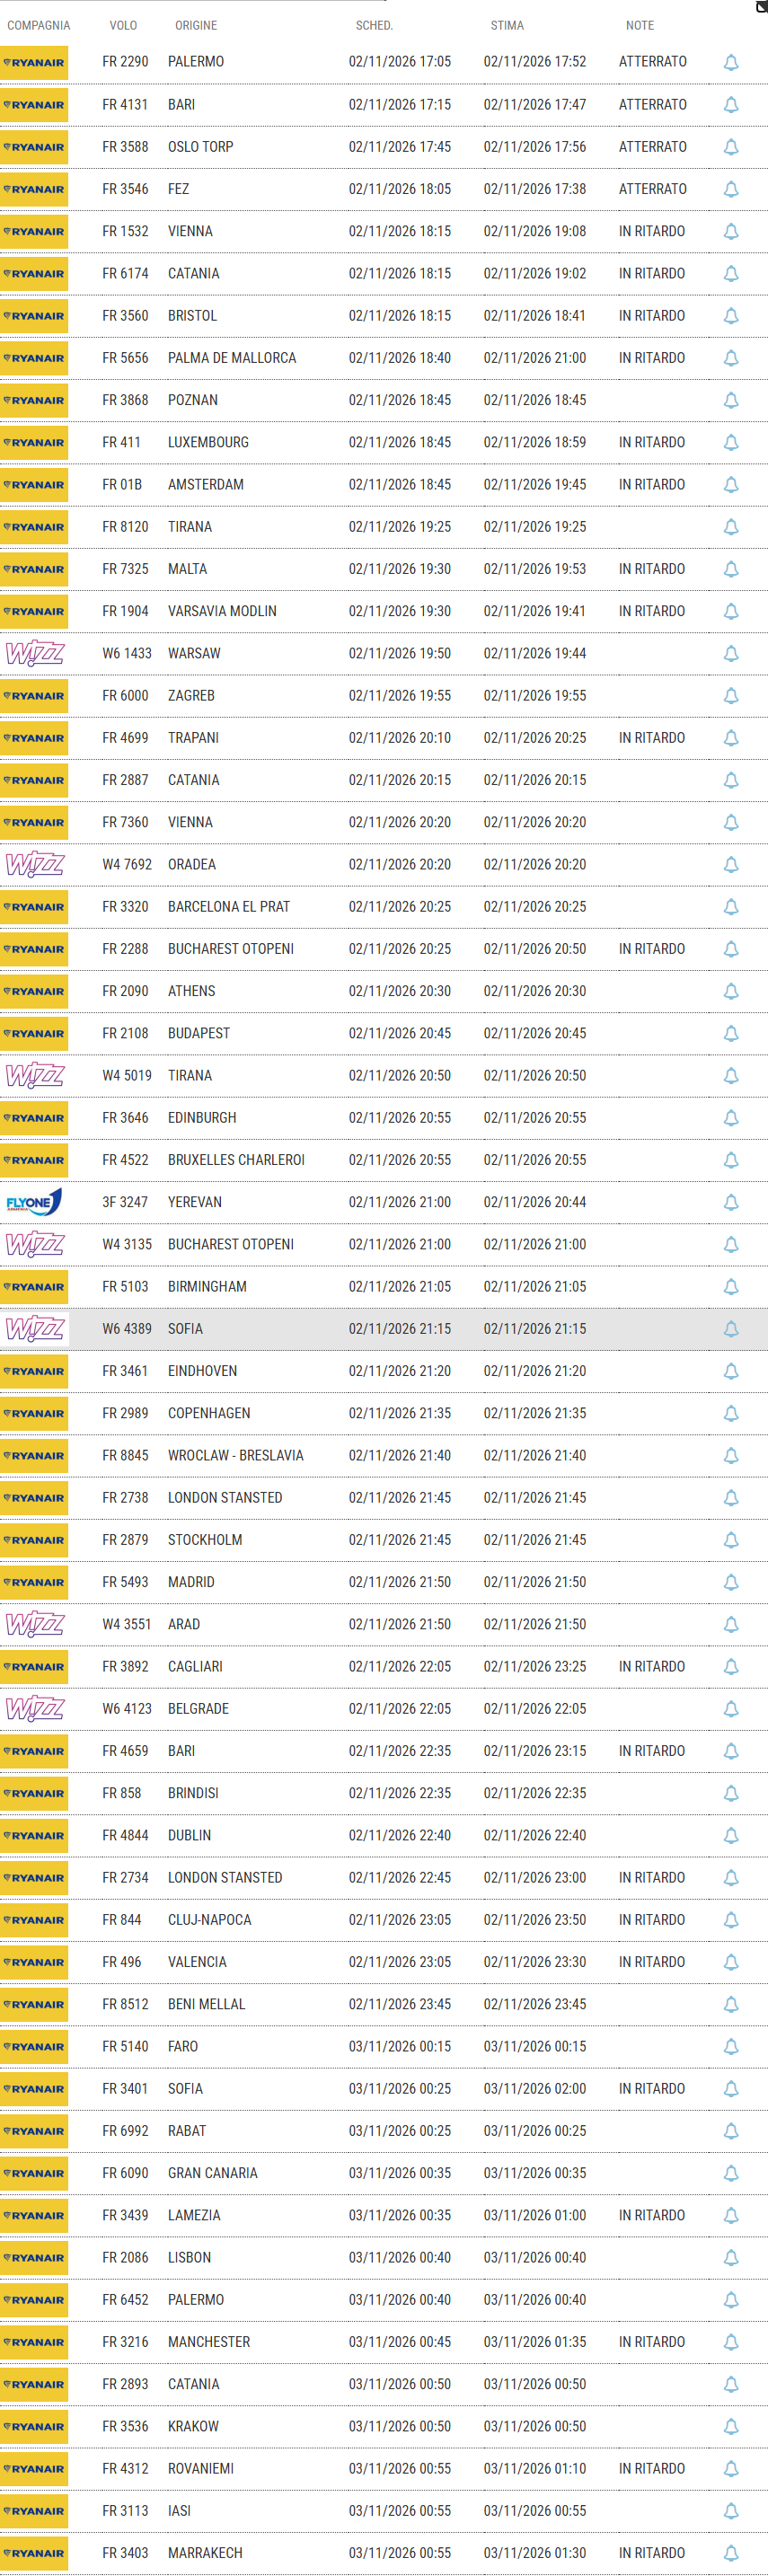 COMPAGNIA VOLO ORIGINE SCHED. STIMA NOTE
RYANAIR FR 2290 PALERMO 02/11/2026 17:05 02/11/2026 17:52 ATTERRATO
RYANAIR FR 4131 BARI 02/11/2026 17:15 02/11/2026 17:47 ATTERRATO
RYANAIR FR 3588 OSLO TORP 02/11/2026 17:45 02/11/2026 17:56 ATTERRATO
RYANAIR FR 3546 FEZ 02/11/2026 18:05 02/11/2026 17:38 ATTERRATO
RYANAIR FR 1532 VIENNA 02/11/2026 18:15 02/11/2026 19:08 IN RITARDO
RYANAIR FR 6174 CATANIA 02/11/2026 18:15 02/11/2026 19:02 IN RITARDO
RYANAIR FR 3560 BRISTOL 02/11/2026 18:15 02/11/2026 18:41 IN RITARDO
RYANAIR FR 5656 PALMA DE MALLORCA 02/11/2026 18:40 02/11/2026 21:00 IN RITARDO
RYANAIR FR 3868 POZNAN 02/11/2026 18:45 02/11/2026 18:45
RYANAIR FR 411 LUXEMBOURG 02/11/2026 18:45 02/11/2026 18:59 IN RITARDO
RYANAIR FR 01B AMSTERDAM 02/11/2026 18:45 02/11/2026 19:45 IN RITARDO
RYANAIR FR 8120 TIRANA 02/11/2026 19:25 02/11/2026 19:25
RYANAIR FR 7325 MALTA 02/11/2026 19:30 02/11/2026 19:53 IN RITARDO
RYANAIR FR 1904 VARSAVIA MODLIN 02/11/2026 19:30 02/11/2026 19:41 IN RITARDO
WIZZ W6 1433 WARSAW 02/11/2026 19:50 02/11/2026 19:44
RYANAIR FR 6000 ZAGREB 02/11/2026 19:55 02/11/2026 19:55
RYANAIR FR 4699 TRAPANI 02/11/2026 20:10 02/11/2026 20:25 IN RITARDO
RYANAIR FR 2887 CATANIA 02/11/2026 20:15 02/11/2026 20:15
RYANAIR FR 7360 VIENNA 02/11/2026 20:20 02/11/2026 20:20
WIZZ W4 7692 ORADEA 02/11/2026 20:20 02/11/2026 20:20
RYANAIR FR 3320 BARCELONA EL PRAT 02/11/2026 20:25 02/11/2026 20:25
RYANAIR FR 2288 BUCHAREST OTOPENI 02/11/2026 20:25 02/11/2026 20:50 IN RITARDO
RYANAIR FR 2090 ATHENS 02/11/2026 20:30 02/11/2026 20:30
RYANAIR FR 2108 BUDAPEST 02/11/2026 20:45 02/11/2026 20:45
WIZZ W4 5019 TIRANA 02/11/2026 20:50 02/11/2026 20:50
RYANAIR FR 3646 EDINBURGH 02/11/2026 20:55 02/11/2026 20:55
RYANAIR FR 4522 BRUXELLES CHARLEROI 02/11/2026 20:55 02/11/2026 20:55
FLYONE 3F 3247 YEREVAN 02/11/2026 21:00 02/11/2026 20:44
WIZZ W4 3135 BUCHAREST OTOPENI 02/11/2026 21:00 02/11/2026 21:00
RYANAIR FR 5103 BIRMINGHAM 02/11/2026 21:05 02/11/2026 21:05
WIZZ W6 4389 SOFIA 02/11/2026 21:15 02/11/2026 21:15
RYANAIR FR 3461 EINDHOVEN 02/11/2026 21:20 02/11/2026 21:20
RYANAIR FR 2989 COPENHAGEN 02/11/2026 21:35 02/11/2026 21:35
RYANAIR FR 8845 WROCLAW - BRESLAVIA 02/11/2026 21:40 02/11/2026 21:40
RYANAIR FR 2738 LONDON STANSTED 02/11/2026 21:45 02/11/2026 21:45
RYANAIR FR 2879 STOCKHOLM 02/11/2026 21:45 02/11/2026 21:45
RYANAIR FR 5493 MADRID 02/11/2026 21:50 02/11/2026 21:50
WIZZ W4 3551 ARAD 02/11/2026 21:50 02/11/2026 21:50
RYANAIR FR 3892 CAGLIARI 02/11/2026 22:05 02/11/2026 23:25 IN RITARDO
WIZZ W6 4123 BELGRADE 02/11/2026 22:05 02/11/2026 22:05
RYANAIR FR 4659 BARI 02/11/2026 22:35 02/11/2026 23:15 IN RITARDO
RYANAIR FR 858 BRINDISI 02/11/2026 22:35 02/11/2026 22:35
RYANAIR FR 4844 DUBLIN 02/11/2026 22:40 02/11/2026 22:40
RYANAIR FR 2734 LONDON STANSTED 02/11/2026 22:45 02/11/2026 23:00 IN RITARDO
RYANAIR FR 844 CLUJ-NAPOCA 02/11/2026 23:05 02/11/2026 23:50 IN RITARDO
RYANAIR FR 496 VALENCIA 02/11/2026 23:05 02/11/2026 23:30 IN RITARDO
RYANAIR FR 8512 BENI MELLAL 02/11/2026 23:45 02/11/2026 23:45
RYANAIR FR 5140 FARO 03/11/2026 00:15 03/11/2026 00:15
RYANAIR FR 3401 SOFIA 03/11/2026 00:25 03/11/2026 02:00 IN RITARDO
RYANAIR FR 6992 RABAT 03/11/2026 00:25 03/11/2026 00:25
RYANAIR FR 6090 GRAN CANARIA 03/11/2026 00:35 03/11/2026 00:35
RYANAIR FR 3439 LAMEZIA 03/11/2026 00:35 03/11/2026 01:00 IN RITARDO
RYANAIR FR 2086 LISBON 03/11/2026 00:40 03/11/2026 00:40
RYANAIR FR 6452 PALERMO 03/11/2026 00:40 03/11/2026 00:40
RYANAIR FR 3216 MANCHESTER 03/11/2026 00:45 03/11/2026 01:35 IN RITARDO
RYANAIR FR 2893 CATANIA 03/11/2026 00:50 03/11/2026 00:50
RYANAIR FR 3536 KRAKOW 03/11/2026 00:50 03/11/2026 00:50
RYANAIR FR 4312 ROVANIEMI 03/11/2026 00:55 03/11/2026 01:10 IN RITARDO
RYANAIR FR 3113 IASI 03/11/2026 00:55 03/11/2026 00:55
RYANAIR FR 3403 MARRAKECH 03/11/2026 00:55 03/11/2026 01:30 IN RITARDO